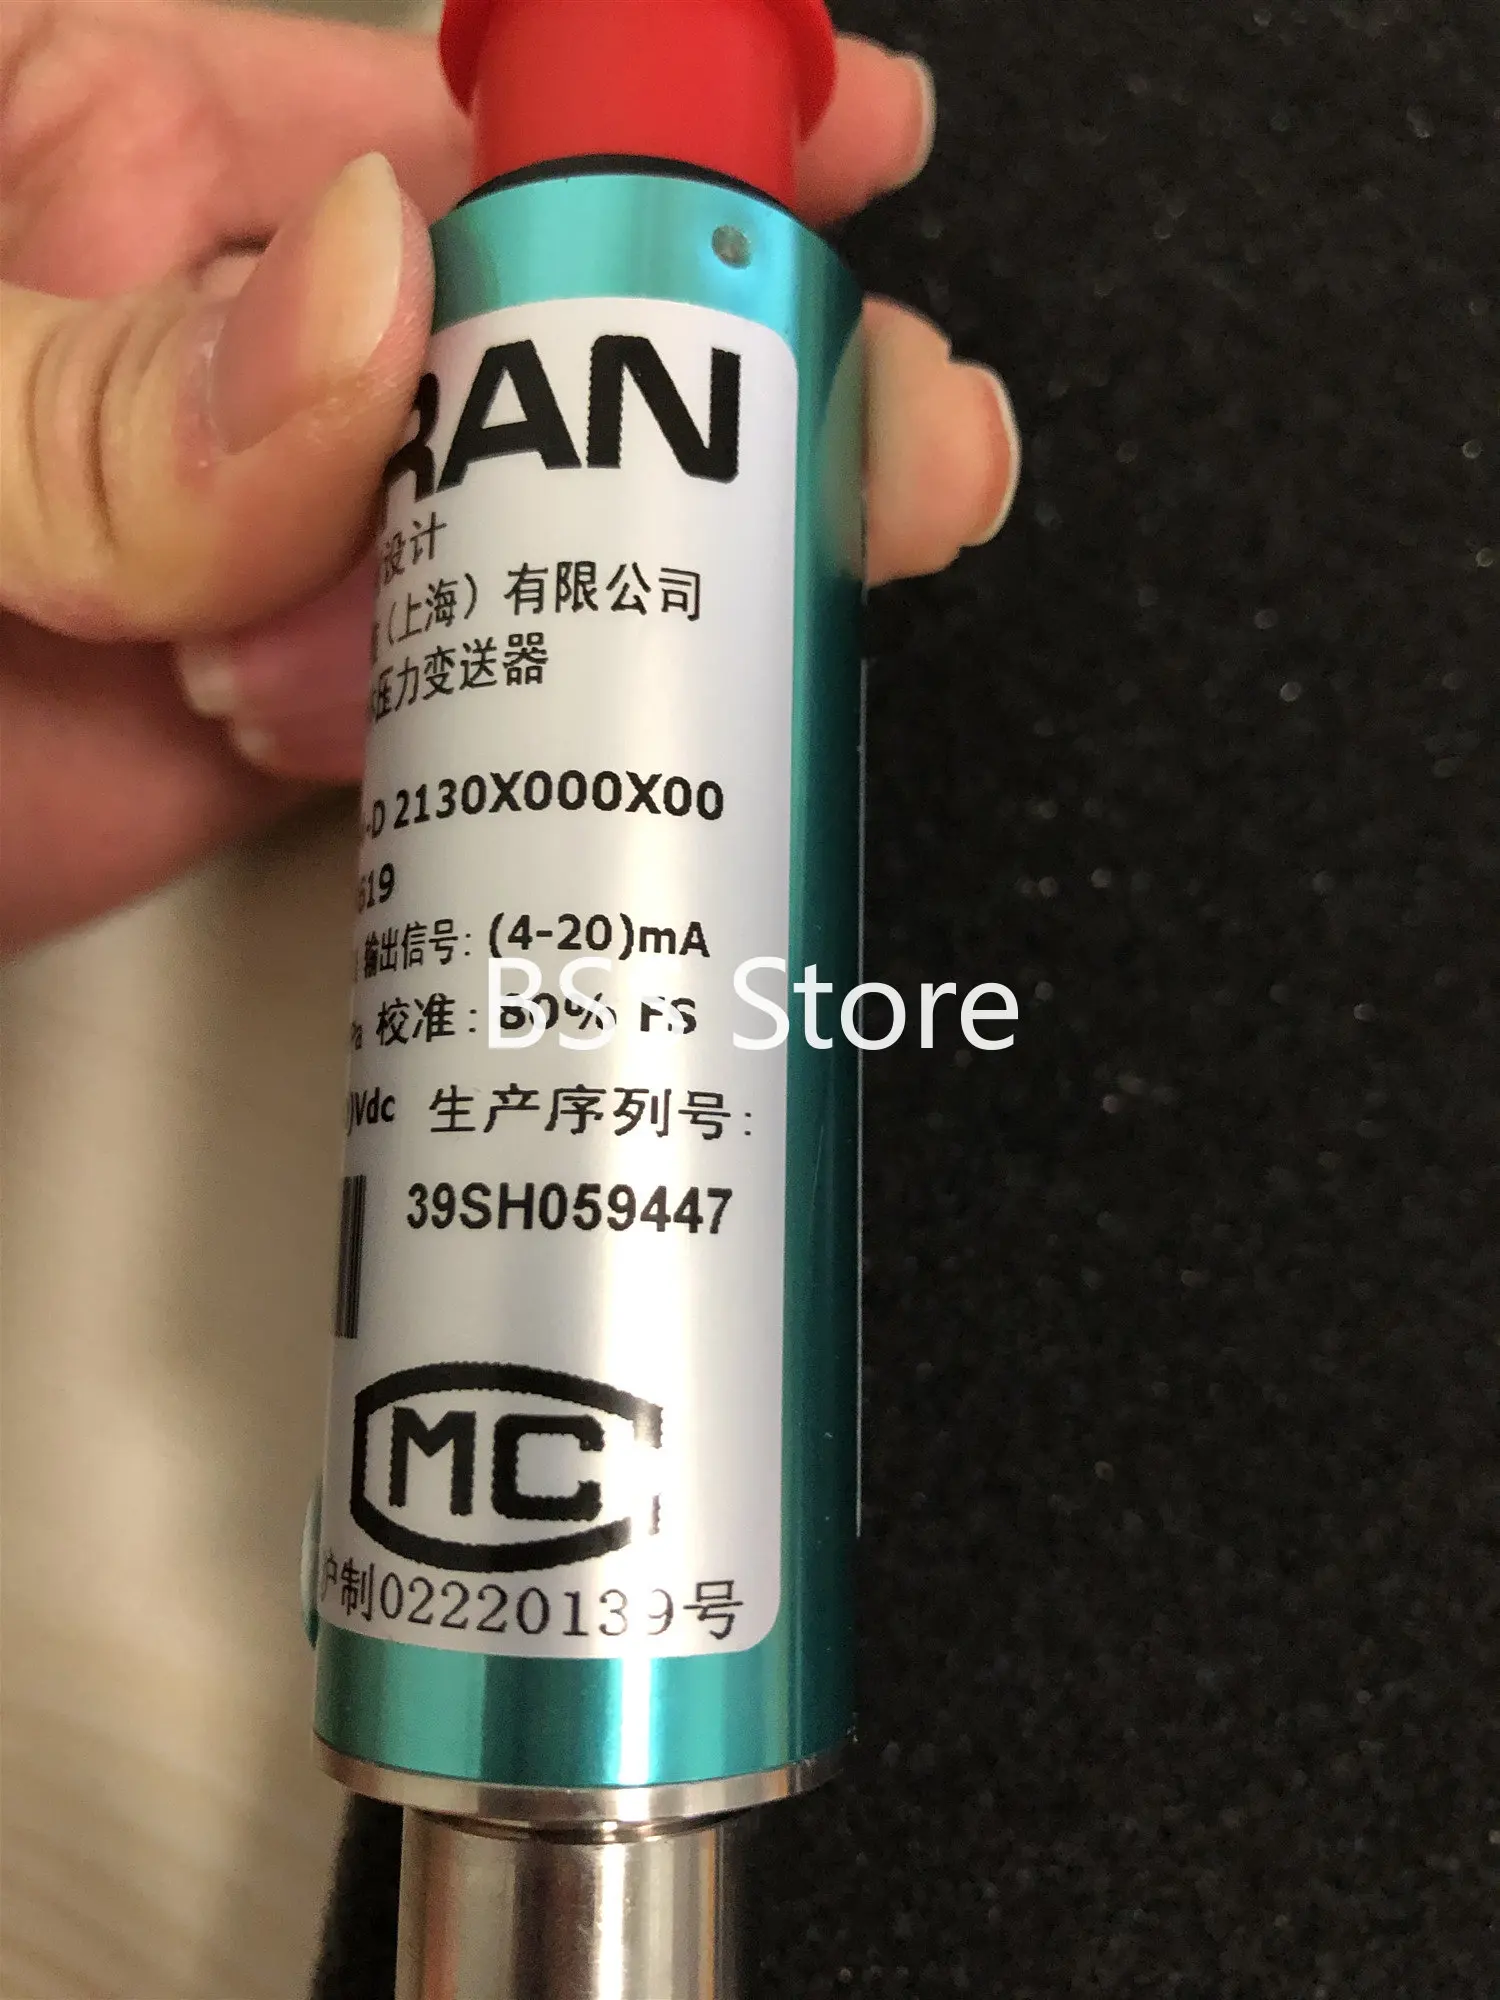 RAN
设计
（上海）有限公司
压力变送器
-D 2130X000X00
619
输出信号: (4-20)mA
Pa 校准: 80% FS
)Vdc 生产序列号:
39SH059447
MC
沪制02220139号
BS Store